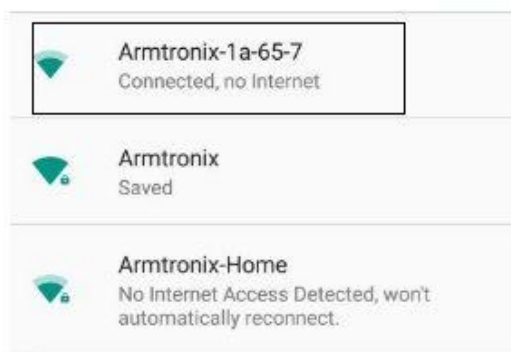 Armtronix-1a-65-7
Connected, no Internet
Armtronix
Saved
Armtronix-Home
No Internet Access Detected, won't
automatically reconnect.